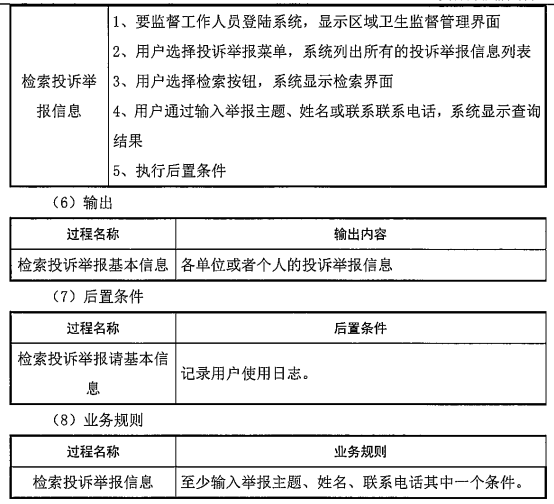 检索投诉举
报信息
1、要监督工作人员登陆系统，显示区域卫生监督管理界面
2、用户选择投诉举报菜单，系统列出所有的投诉举报信息列表
3、用户选择检索按钮，系统显示检索界面
4、用户通过输入举报主题、姓名或联系联系电话，系统显示查询
结果
5、执行后置条件
（6）输出
过程名称 输出内容
检索投诉举报基本信息 各单位或者个人的投诉举报信息
（7）后置条件
过程名称 后置条件
检索投诉举报请基本信
息
记录用户使用日志。
（8）业务规则
过程名称 业务规则
检索投诉举报信息 至少输入举报主题、姓名、联系电话其中一个条件。